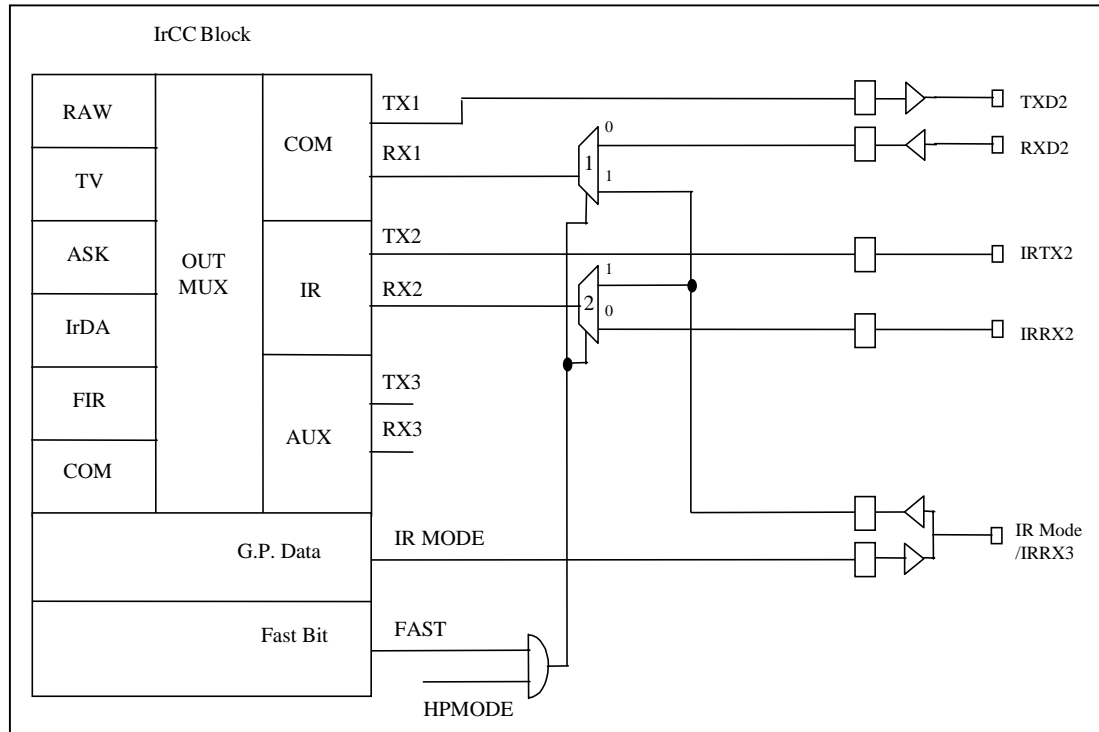 IrCC Block
RAW
TV
ASK
IrDA
FIR
COM
OUT
MUX
COM
IR
AUX
G.P. Data
Fast Bit
TX1
RX1
TX2
RX2
TX3
RX3
IR MODE
FAST
HPMODE
0
1
1
1
2
0
TXD2
RXD2
IRTX2
IRRX2
IR Mode
/IRRX3